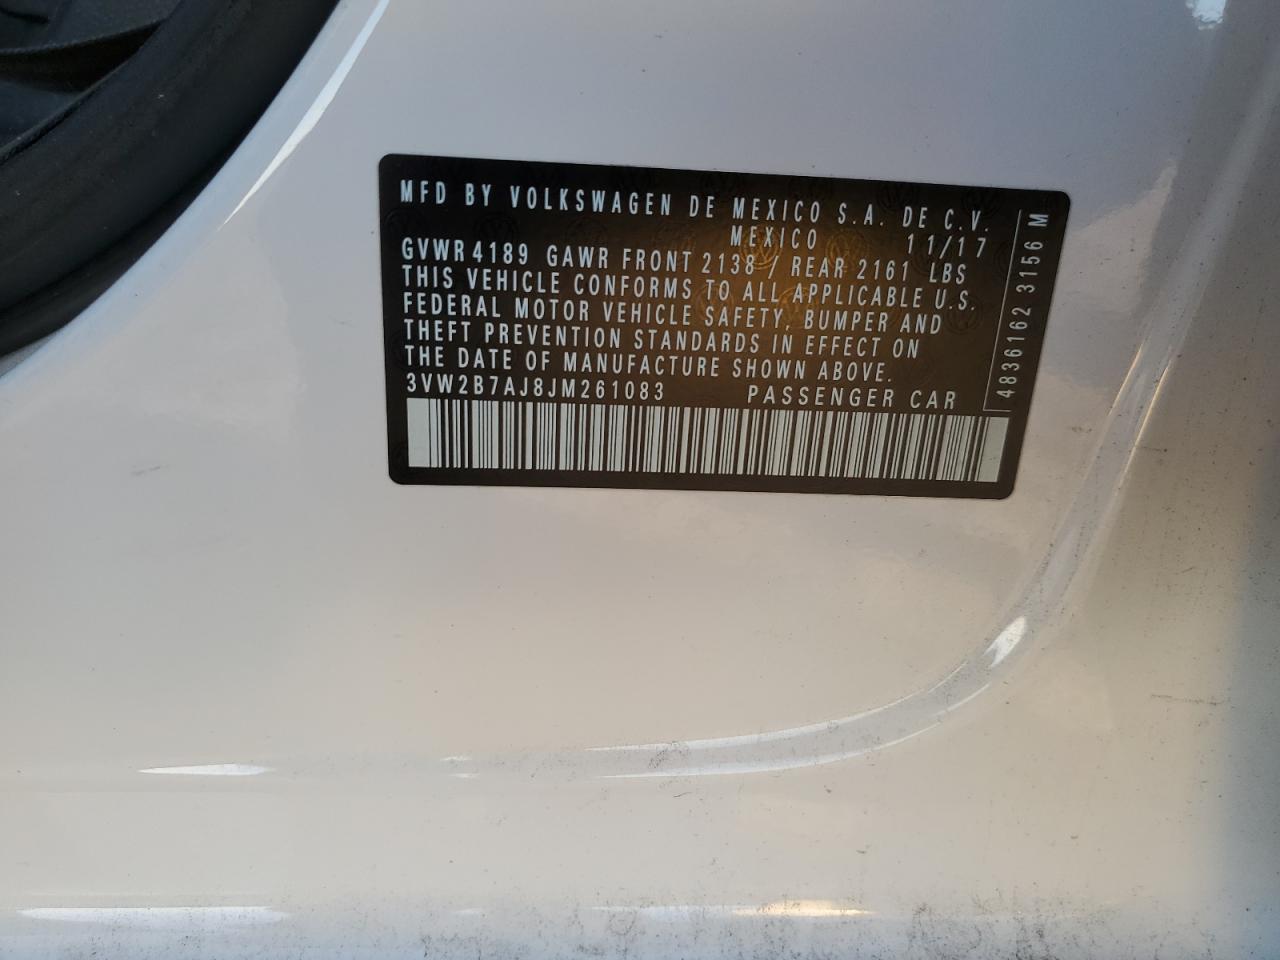 MFD BY VOLKSWAGEN DE MEXICO S.A. DE C.V.
MEXICO 11/17
GVWR 4189 GAWR FRONT 2138 / REAR 2161 LBS
THIS VEHICLE CONFORMS TO ALL APPLICABLE U.S.
FEDERAL MOTOR VEHICLE SAFETY, BUMPER AND
THEFT PREVENTION STANDARDS IN EFFECT ON
THE DATE OF MANUFACTURE SHOWN ABOVE.
3VW2B7AJ8JM261083 PASSENGER CAR
4836162 3156 M